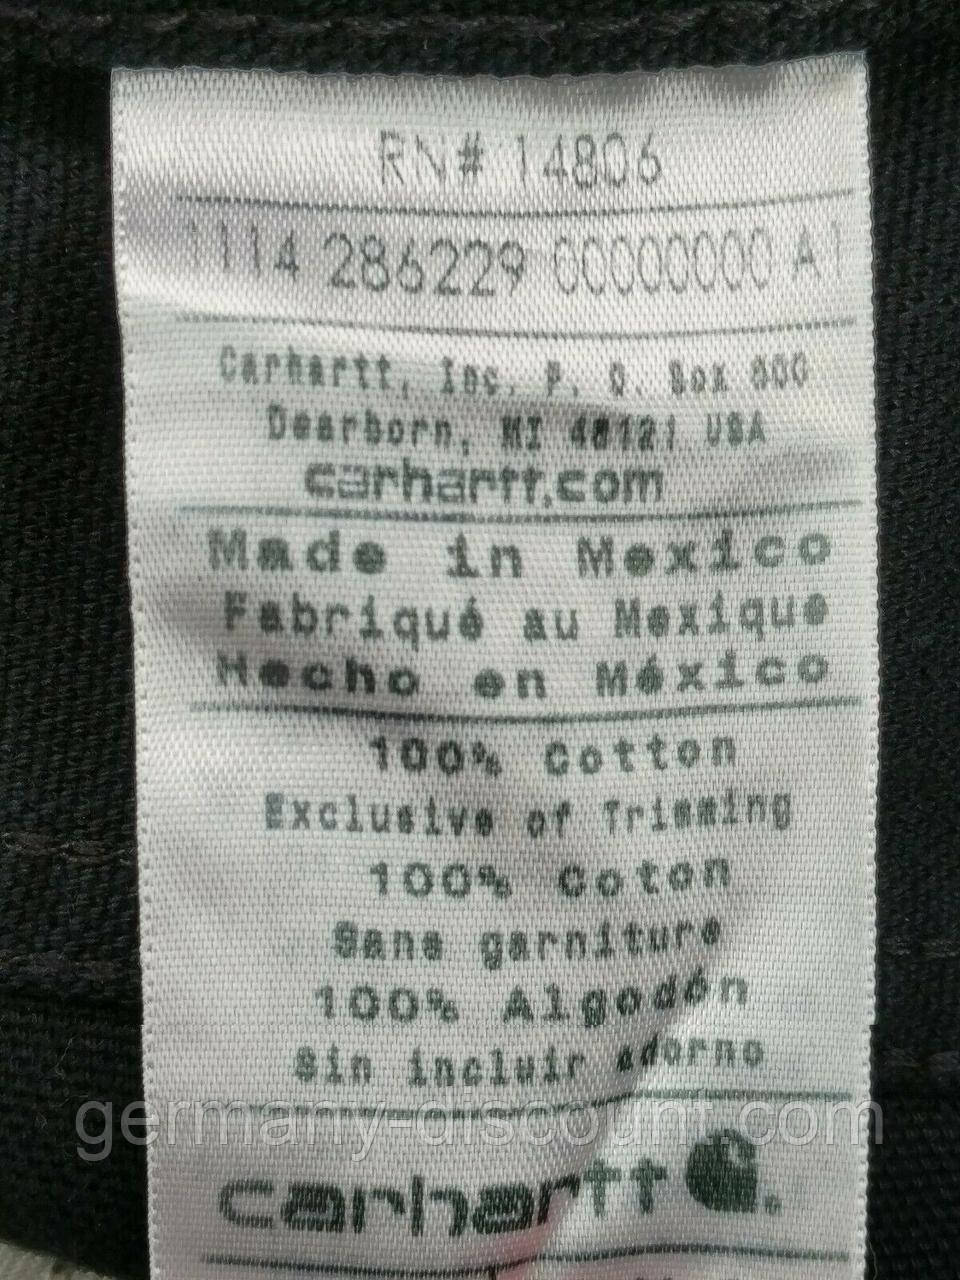 RN# 14806
1114 286229 00000000 A1
Carhartt, Inc. P. O. Box 600
Dearborn, MI 48121 USA
carhartt.com
Made in Mexico
Fabriqué au Mexique
Hecho en México
100% Cotton
Exclusive of Trimming
100% Coton
Sans garniture
100% Algodón
Sin incluir adorno
germany-discount.com
carhartt